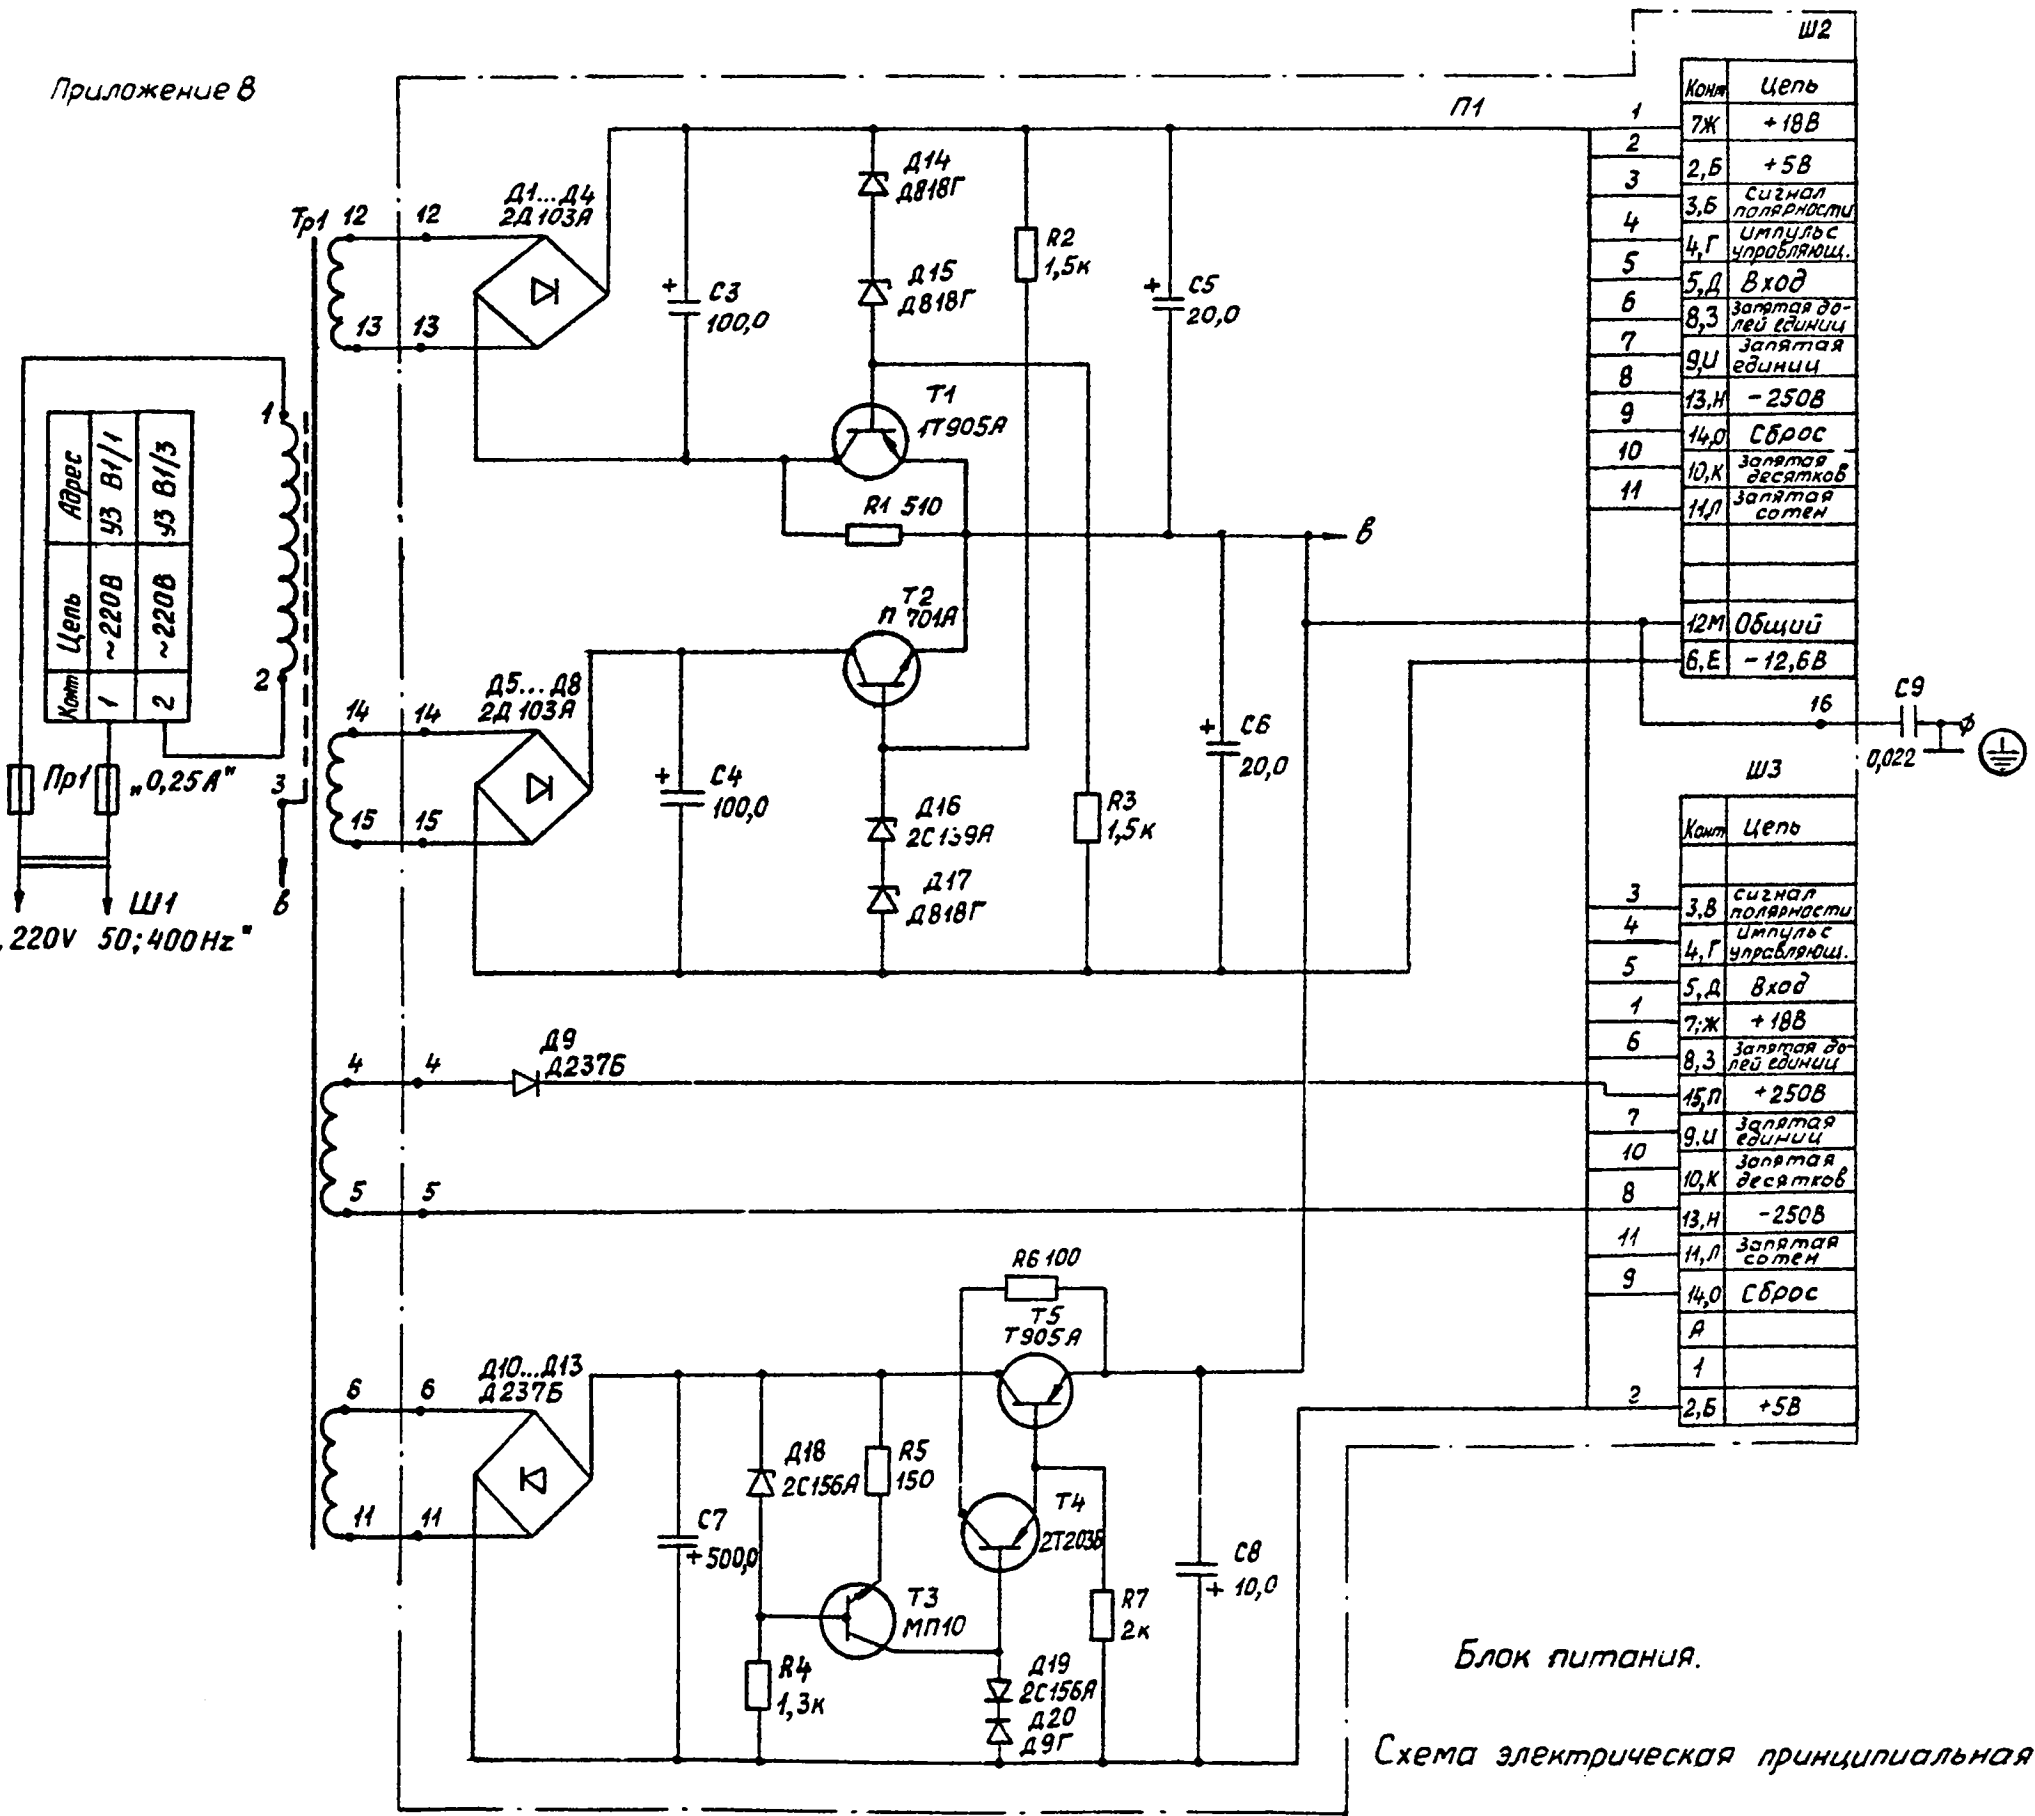 Приложение В
Ш2
Конт Цепь
7Ж +18В
2,Б +5В
3,Б Сигнал полярности
4,Г Импульс управляющ.
5,Д Вход
8,З Запятая до-
лей единиц
9,И Запятая единиц
13,Н -250В
14,О Сброс
10,К Запятая десятков
11Л Запятая сотен
12М Общий
6,Е -12,6В
П1
1
2
3
4
5
6
7
8
9
10
11
Тр1
12 12
13 13
Д1...Д4
2Д103А
С3
100,0
+
Д14
Д818Г
Д15
Д818Г
R2
1,5к
С5
20,0
+
Т1
1Т905А
R1 510
В
Т2
П 701А
Адрес У3 В1/1 У3 В1/3
Цепь ~220В ~220В
Конт 1 2
1
2
3
В
Пр1 „0,25А"
Ш1
220V 50;400Hz"
14 14
15 15
Д5...Д8
2Д103А
С4
100,0
+
Д16
2С139А
Д17
Д818Г
R3
1,5к
С6
20,0
+
16
С9
0,022
Ш3
Конт Цепь
3,В Сигнал полярности
4,Г Импульс управляющ.
5,Д Вход
7;Ж +18В
8,З Запятая до-
лей единиц
15,П +250В
9,И Запятая единиц
10,К Запятая десятков
13,Н -250В
11,Л Запятая сотен
14,О Сброс
А
1
2,Б +5В
3
4
5
1
6
7
10
8
11
9
2
4 4
5 5
Д9
Д237Б
6 6
11 11
Д10...Д13
Д237Б
С7
+500,0
Д18
2С156А
R5
150
R6 100
Т5
Т905А
Т4
2Т203Б
Т3
МП10
R4
1,3к
Д19
2С156А
Д20
Д9Г
R7
2к
С8
+ 10,0
Блок питания.
Схема электрическая принципиальная